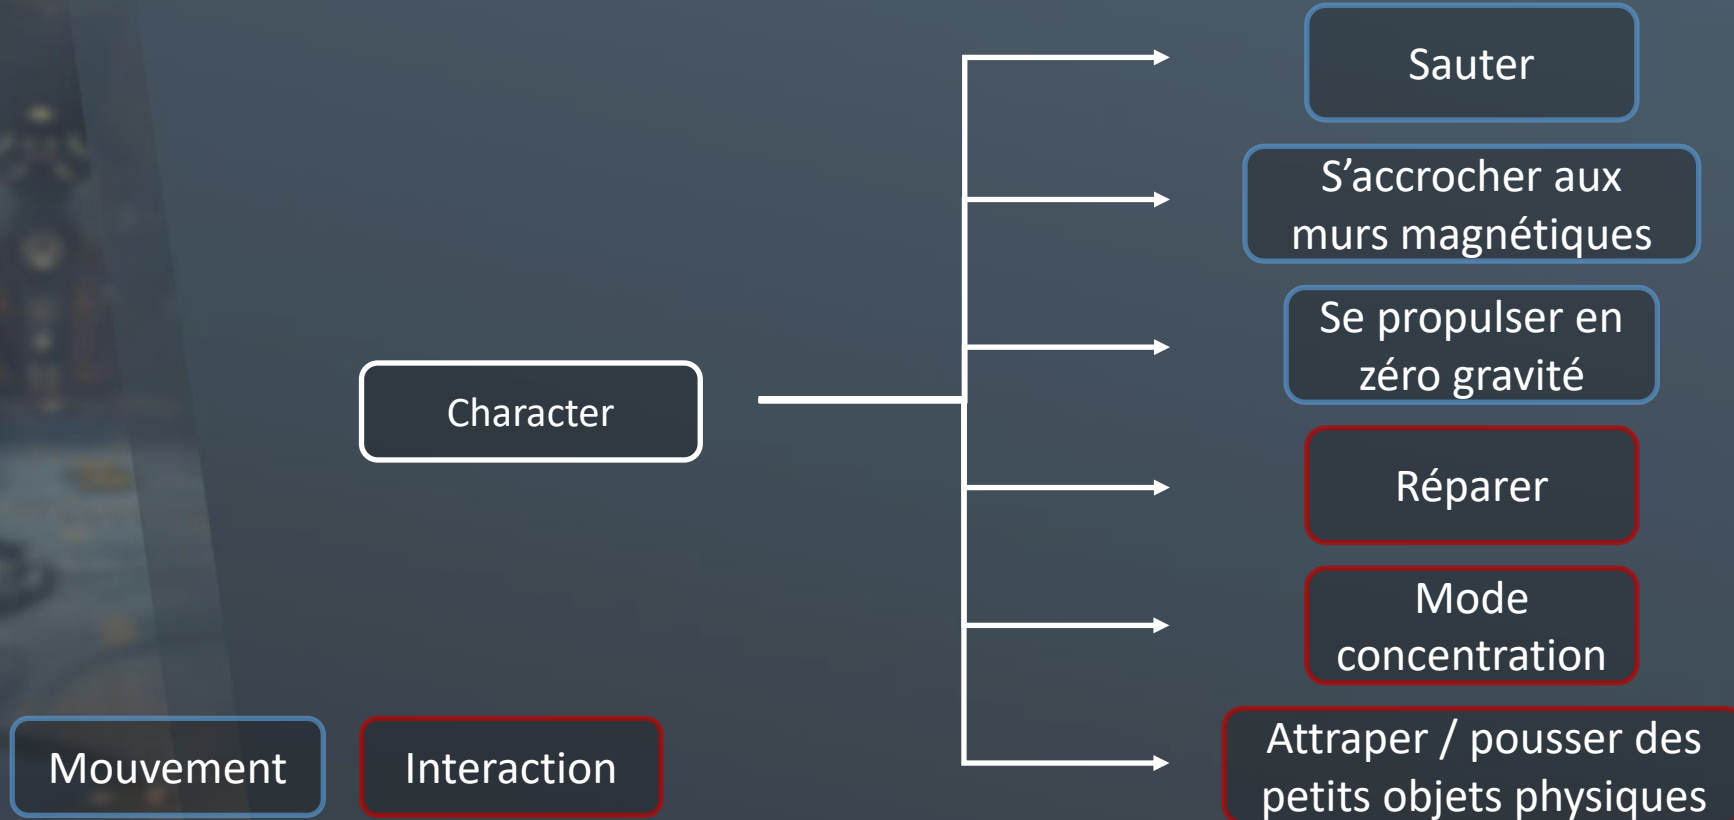 Sauter
S’accrocher aux
murs magnétiques
Se propulser en
zéro gravité
Character
Réparer
Mode
concentration
Attraper / pousser des
petits objets physiques
Mouvement
Interaction